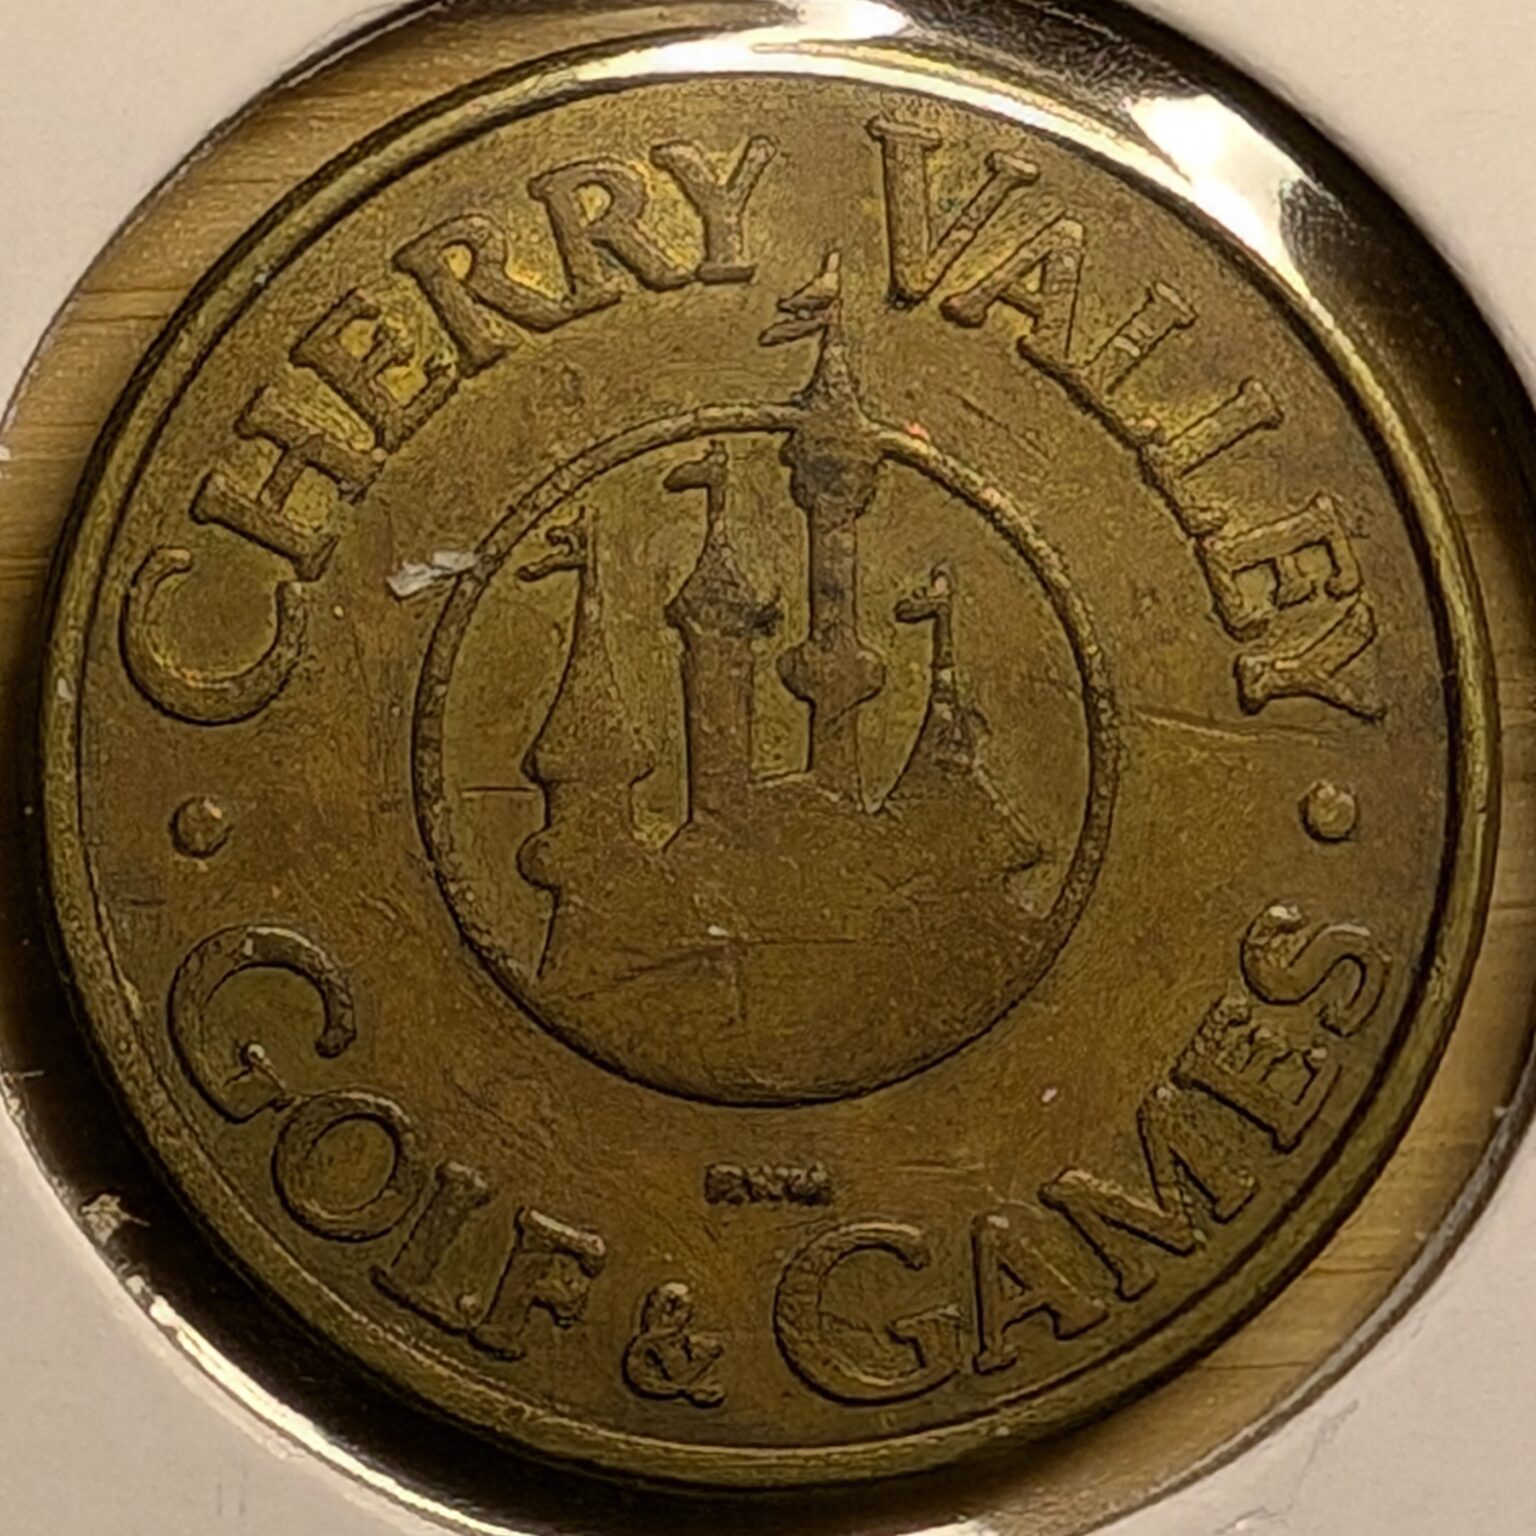 CHERRY VALLEY
· GOLF & GAMES ·